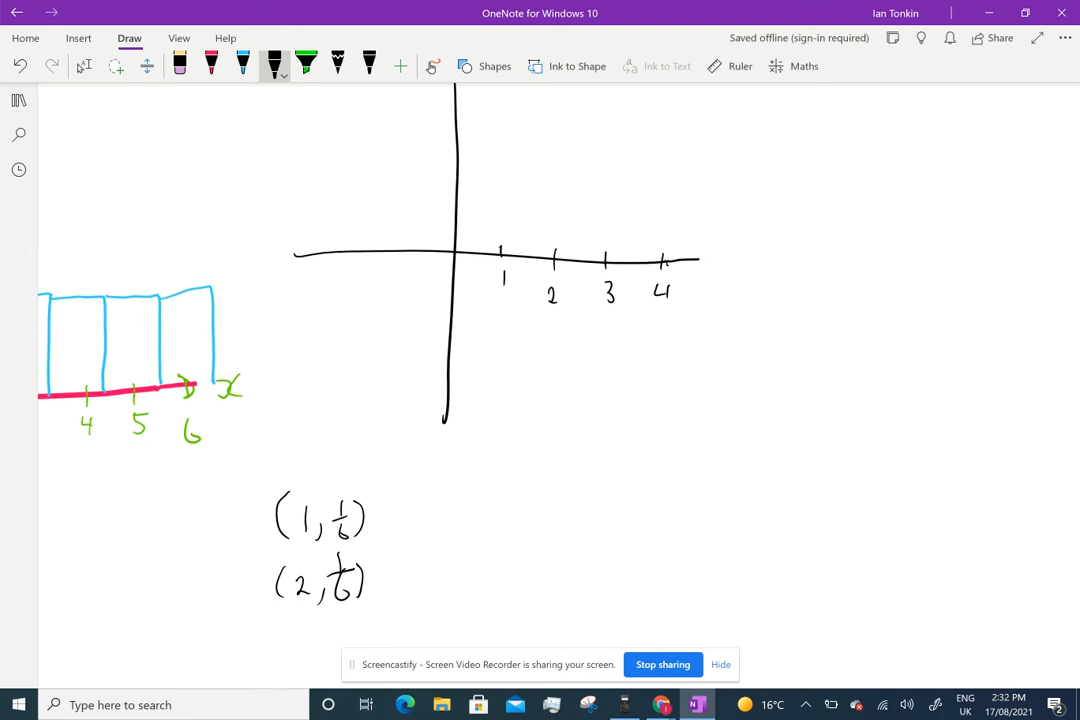 OneNote for Windows 10
Ian Tonkin
Home Insert Draw View Help
Saved offline (sign-in required)
Share
Shapes
Ink to Shape
Ink to Text
Ruler
Maths
1 2 3 4
4 5 6 x
(1, 1/6)
(2, 1/6)
Screencastify - Screen Video Recorder is sharing your screen.
Stop sharing
Hide
Type here to search
16°C
ENG
UK
2:32 PM
17/08/2021
2